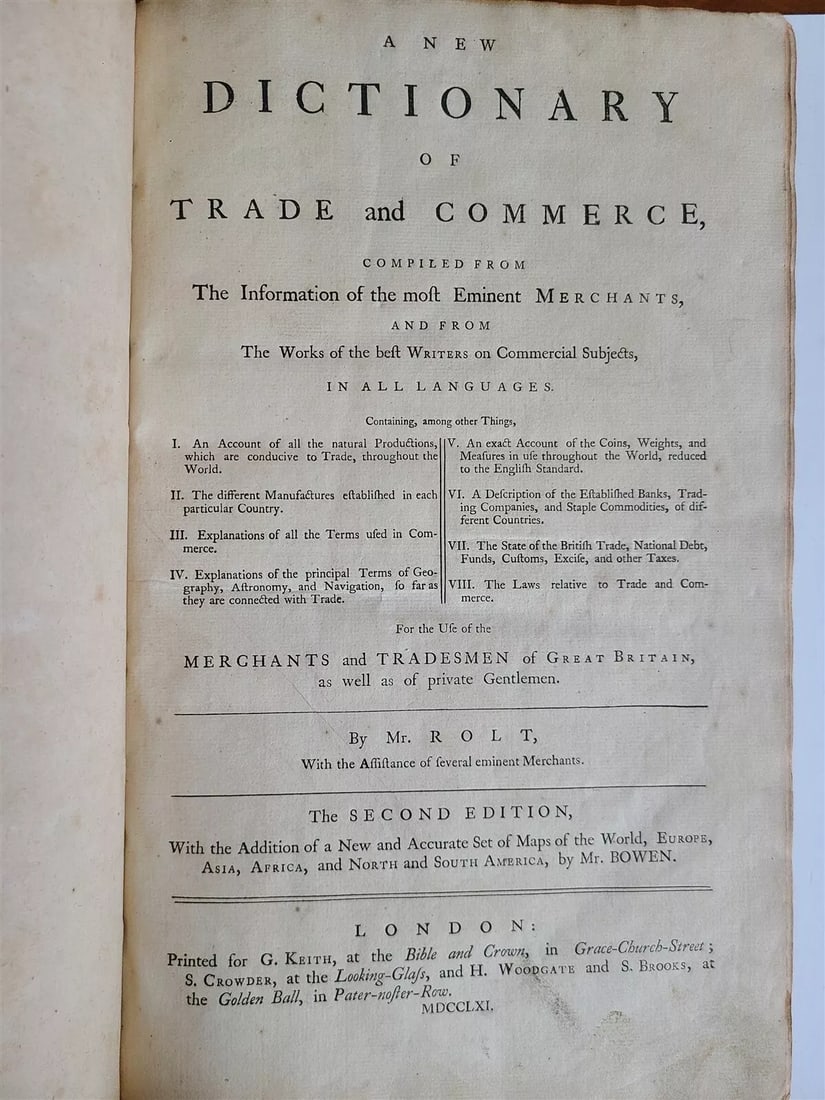 A NEW
DICTIONARY
OF
TRADE and COMMERCE,
COMPILED FROM
The Information of the moſt Eminent MERCHANTS,
AND FROM
The Works of the beſt WRITERS on Commercial Subjects,
IN ALL LANGUAGES.
Containing, among other Things,
I. An Account of all the natural Productions,
which are conducive to Trade, throughout the
World.
II. The different Manufactures eſtabliſhed in each
particular Country.
III. Explanations of all the Terms uſed in Com-
merce.
IV. Explanations of the principal Terms of Geo-
graphy, Aſtronomy, and Navigation, ſo far as
they are connected with Trade.
V. An exact Account of the Coins, Weights, and
Meaſures in uſe throughout the World, reduced
to the Engliſh Standard.
VI. A Deſcription of the Eſtabliſhed Banks, Trad-
ing Companies, and Staple Commodities, of dif-
ferent Countries.
VII. The State of the Britiſh Trade, National Debt,
Funds, Cuſtoms, Exciſe, and other Taxes.
VIII. The Laws relative to Trade and Com-
merce.
For the Uſe of the
MERCHANTS and TRADESMEN of GREAT BRITAIN,
as well as of private Gentlemen.
By Mr. ROLT,
With the Aſſiſtance of ſeveral eminent Merchants.
The SECOND EDITION,
With the Addition of a New and Accurate Set of Maps of the World, EUROPE,
ASIA, AFRICA, and NORTH and SOUTH AMERICA, by Mr. BOWEN.
LONDON:
Printed for G. KEITH, at the Bible and Crown, in Grace-Church-Street;
S. CROWDER, at the Looking-Glaſs, and H. WOODGATE and S. BROOKS, at
the Golden Ball, in Pater-noſter-Row.
MDCCLXI.